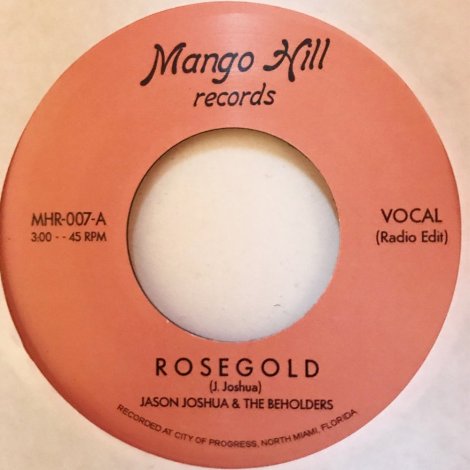 Mango Hill
records
MHR-007-A
3:00 - - 45 RPM
VOCAL
(Radio Edit)
ROSEGOLD
(J. Joshua)
JASON JOSHUA & THE BEHOLDERS
RECORDED AT CITY OF PROGRESS, NORTH MIAMI, FLORIDA